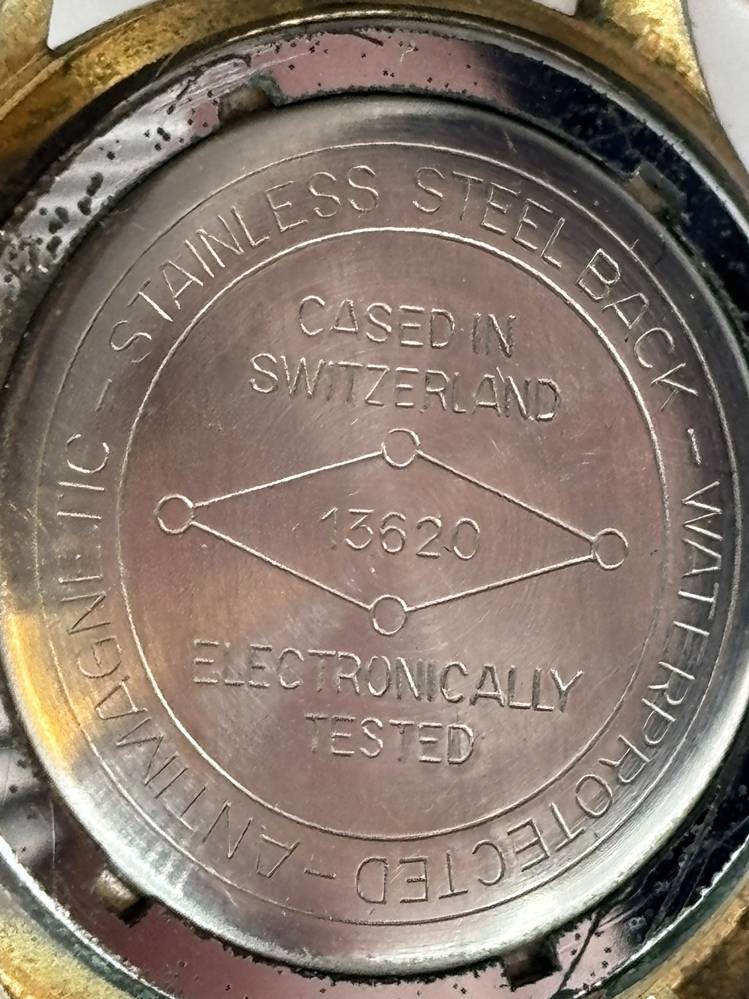 STAINLESS STEEL BACK - WATERPROTECTED - ANTIMAGNETIC -
CASED IN
SWITZERLAND
13620
ELECTRONICALLY
TESTED